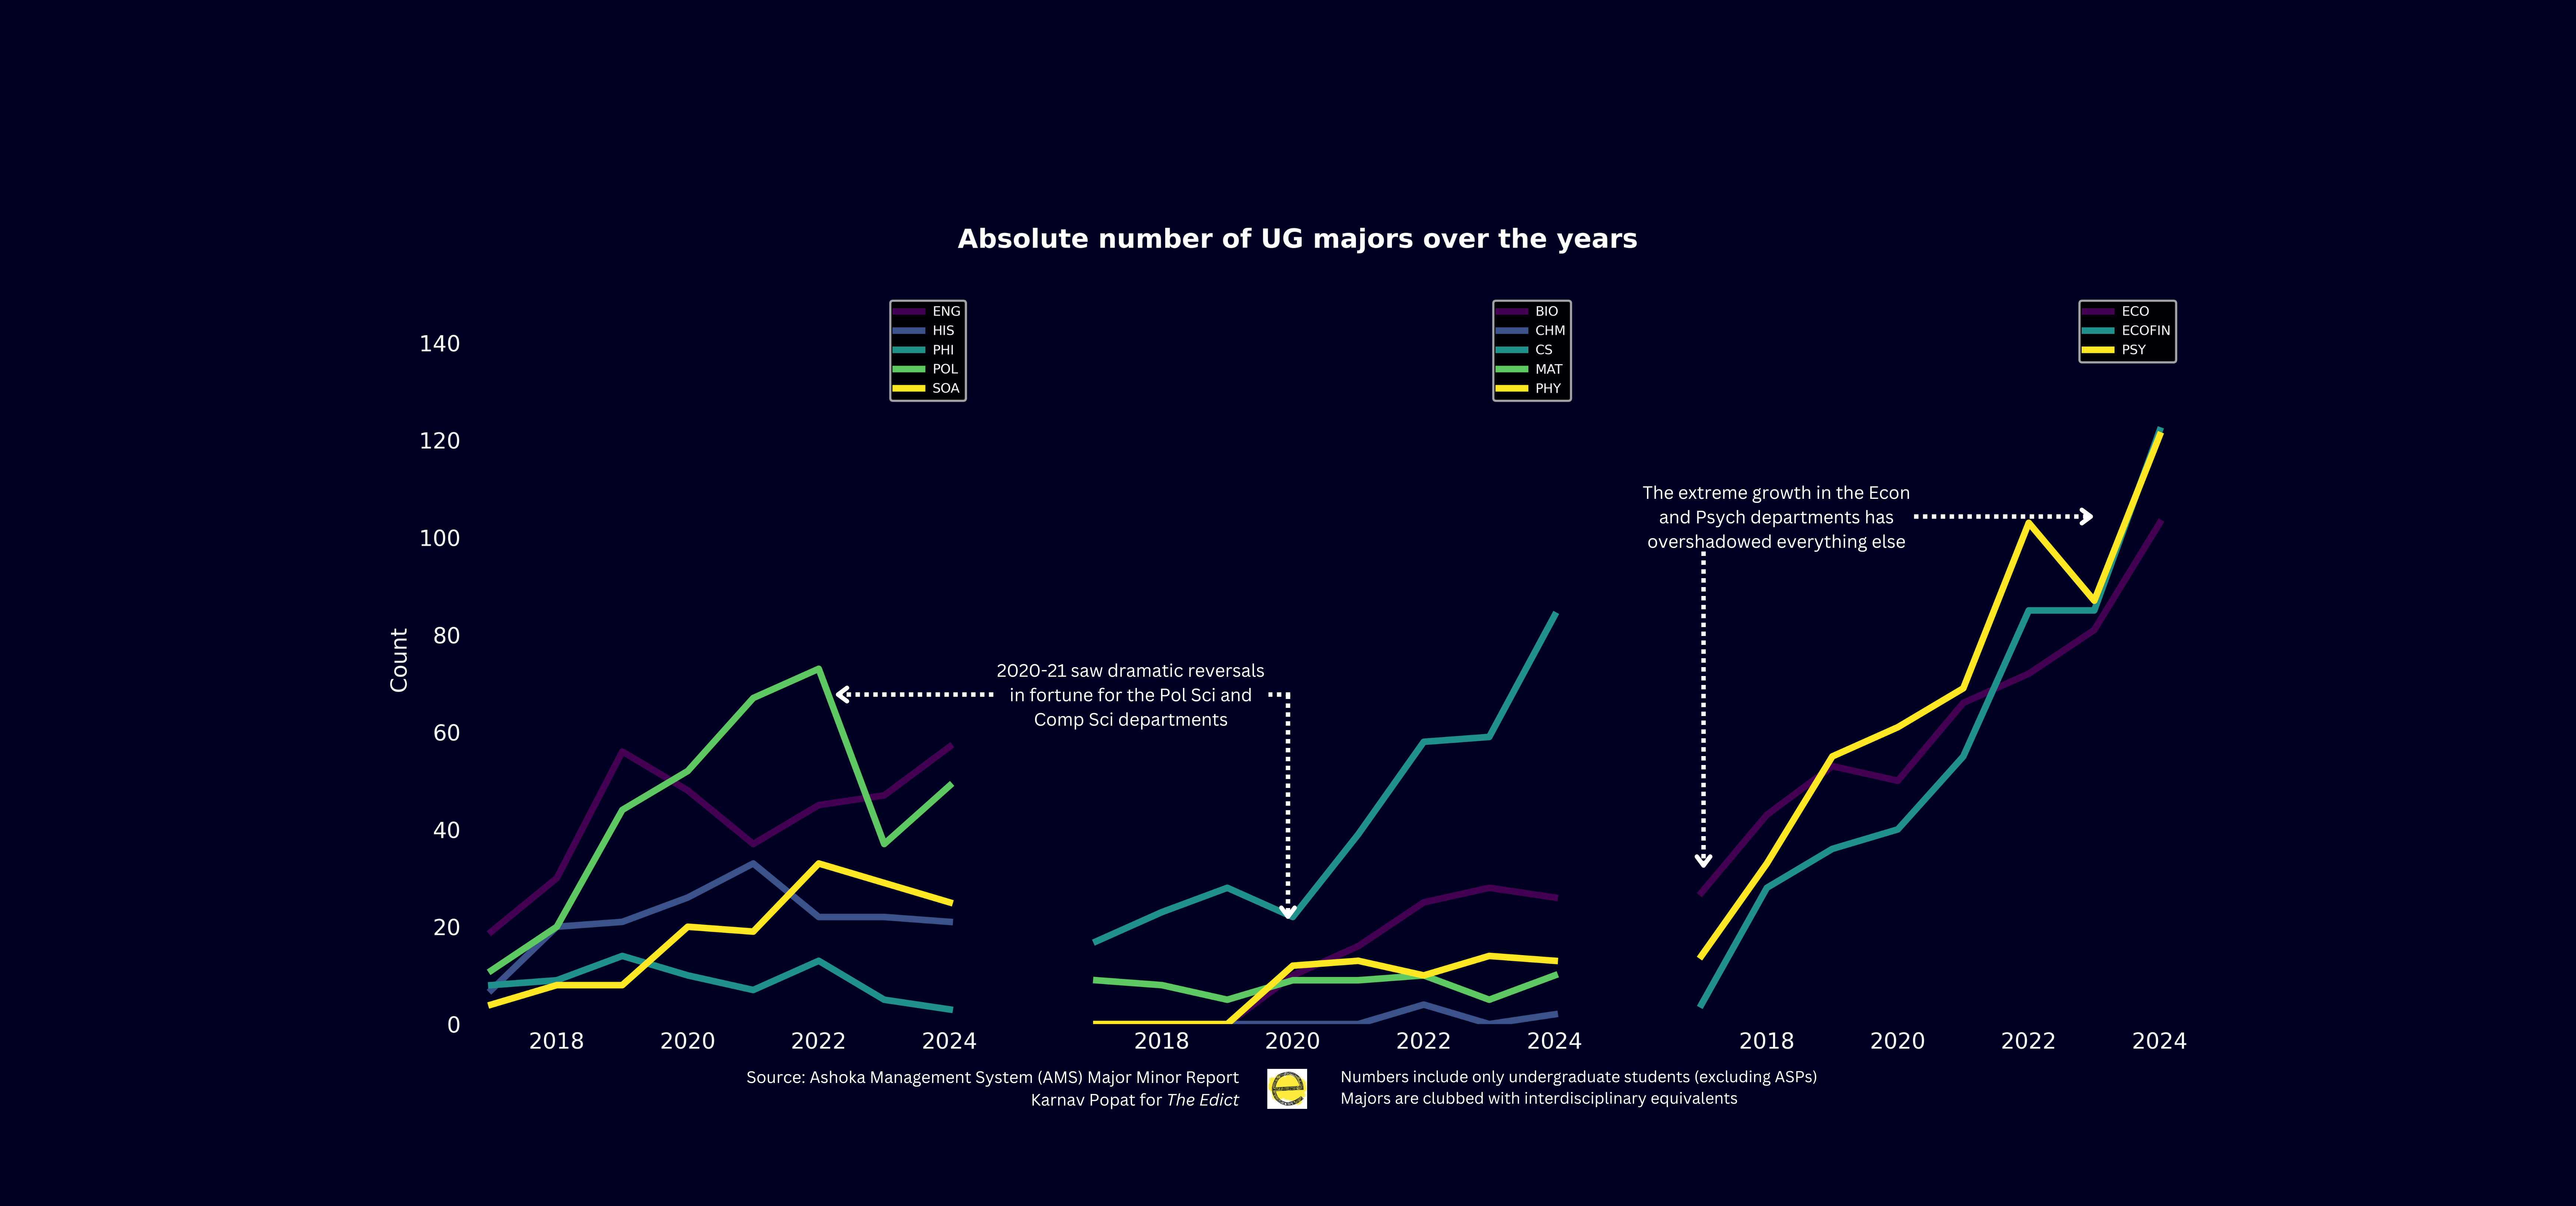 Absolute number of UG majors over the years
ENG
HIS
PHI
POL
SOA
BIO
CHM
CS
MAT
PHY
ECO
ECOFIN
PSY
140
120
100
80
60
40
20
0
Count
The extreme growth in the Econ
and Psych departments has
overshadowed everything else
2020-21 saw dramatic reversals
in fortune for the Pol Sci and
Comp Sci departments
2018 2020 2022 2024
2018 2020 2022 2024
2018 2020 2022 2024
Source: Ashoka Management System (AMS) Major Minor Report
Karnav Popat for The Edict
Numbers include only undergraduate students (excluding ASPs)
Majors are clubbed with interdisciplinary equivalents